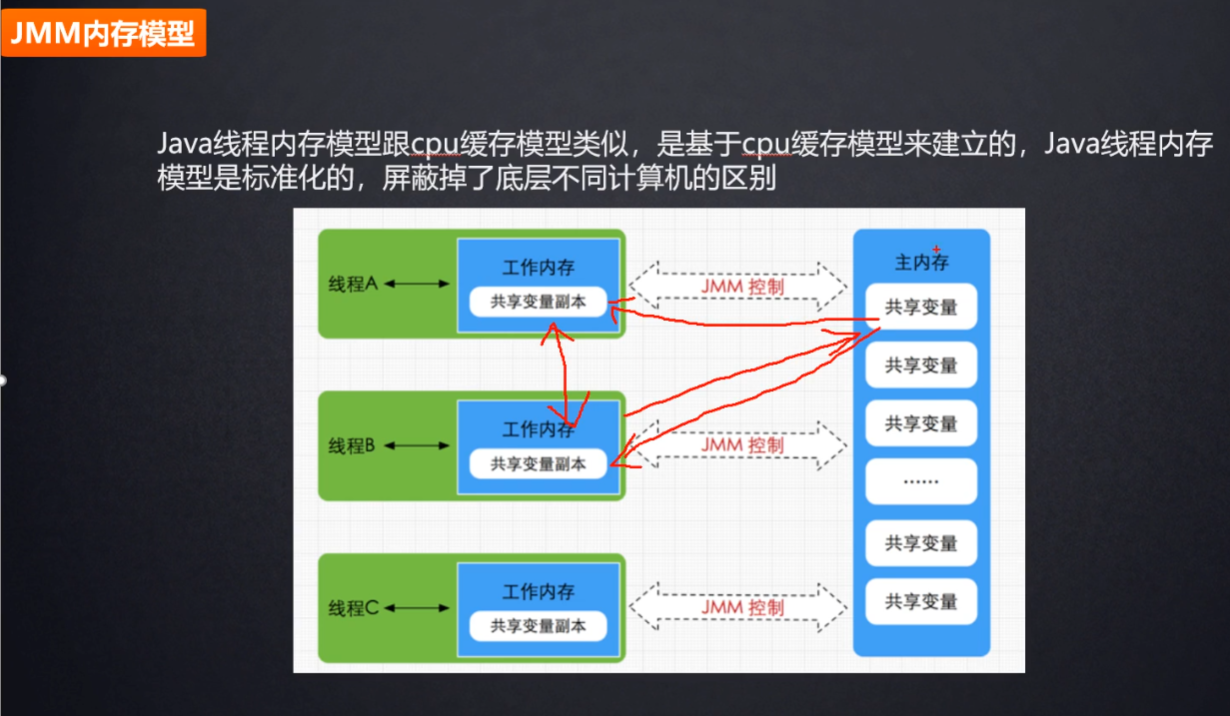 JMM内存模型
Java线程内存模型跟cpu缓存模型类似，是基于cpu缓存模型来建立的，Java线程内存
模型是标准化的，屏蔽掉了底层不同计算机的区别
线程A
工作内存
共享变量副本
JMM 控制
主内存
共享变量
共享变量
线程B
工作内存
共享变量副本
JMM 控制
共享变量
......
线程C
工作内存
共享变量副本
JMM 控制
共享变量
共享变量